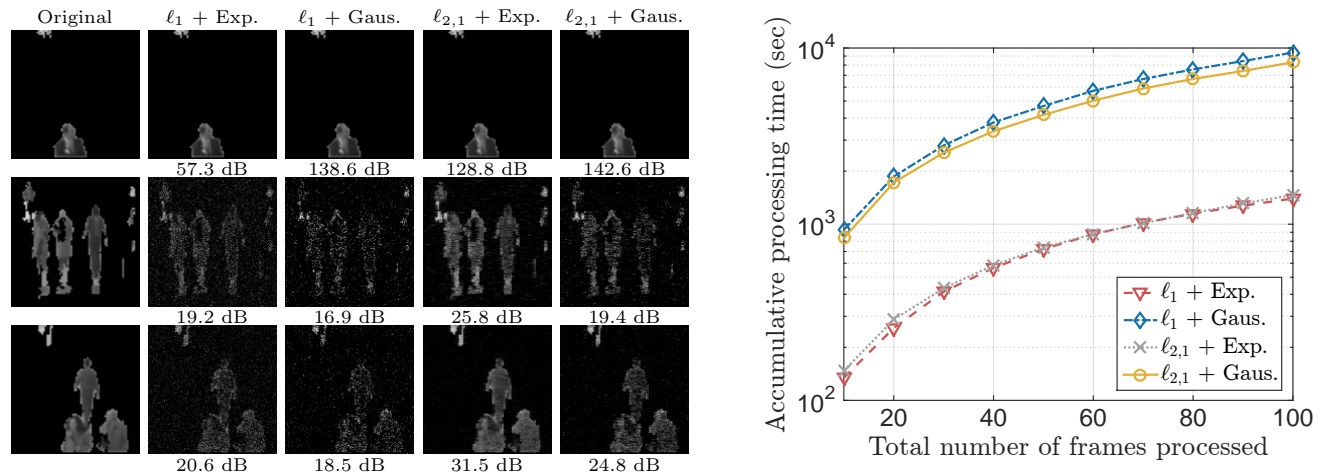 Original ℓ1 + Exp. ℓ1 + Gaus. ℓ2,1 + Exp. ℓ2,1 + Gaus.
57.3 dB 138.6 dB 128.8 dB 142.6 dB
19.2 dB 16.9 dB 25.8 dB 19.4 dB
20.6 dB 18.5 dB 31.5 dB 24.8 dB
Accumulative processing time (sec)
10^4
10^3
10^2
ℓ1 + Exp.
ℓ1 + Gaus.
ℓ2,1 + Exp.
ℓ2,1 + Gaus.
20 40 60 80 100
Total number of frames processed